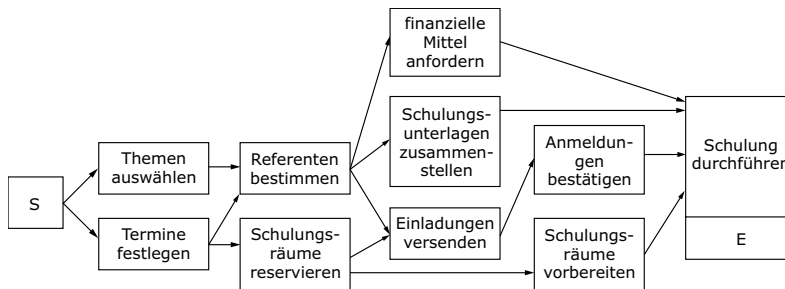 finanzielle
Mittel
anfordern
Schulungs-
unterlagen
zusammen-
stellen
Anmeldun-
gen
bestätigen
Schulung
durchführen
Themen
auswählen
Referenten
bestimmen
S
Termine
festlegen
Schulungs-
räume
reservieren
Einladungen
versenden
Schulungs-
räume
vorbereiten
E